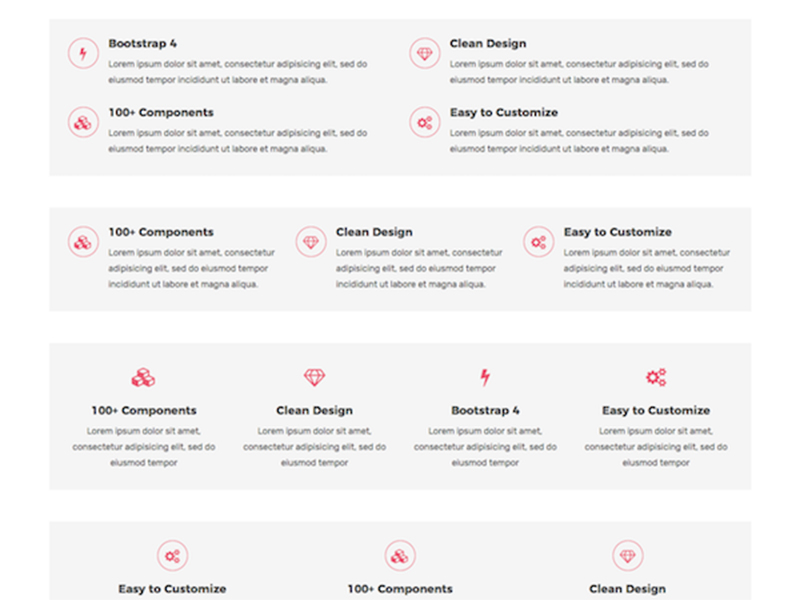 Bootstrap 4
Lorem ipsum dolor sit amet, consectetur adipisicing elit, sed do
eiusmod tempor incididunt ut labore et magna aliqua.
Clean Design
Lorem ipsum dolor sit amet, consectetur adipisicing elit, sed do
eiusmod tempor incididunt ut labore et magna aliqua.
100+ Components
Lorem ipsum dolor sit amet, consectetur adipisicing elit, sed do
eiusmod tempor incididunt ut labore et magna aliqua.
Easy to Customize
Lorem ipsum dolor sit amet, consectetur adipisicing elit, sed do
eiusmod tempor incididunt ut labore et magna aliqua.
100+ Components
Lorem ipsum dolor sit amet, consectetur
adipisicing elit, sed do eiusmod tempor
incididunt ut labore et magna aliqua.
Clean Design
Lorem ipsum dolor sit amet, consectetur
adipisicing elit, sed do eiusmod tempor
incididunt ut labore et magna aliqua.
Easy to Customize
Lorem ipsum dolor sit amet, consectetur
adipisicing elit, sed do eiusmod tempor
incididunt ut labore et magna aliqua.
100+ Components
Lorem ipsum dolor sit amet,
consectetur adipisicing elit, sed do
eiusmod tempor
Clean Design
Lorem ipsum dolor sit amet,
consectetur adipisicing elit, sed do
eiusmod tempor
Bootstrap 4
Lorem ipsum dolor sit amet,
consectetur adipisicing elit, sed do
eiusmod tempor
Easy to Customize
Lorem ipsum dolor sit amet,
consectetur adipisicing elit, sed do
eiusmod tempor
Easy to Customize
100+ Components
Clean Design